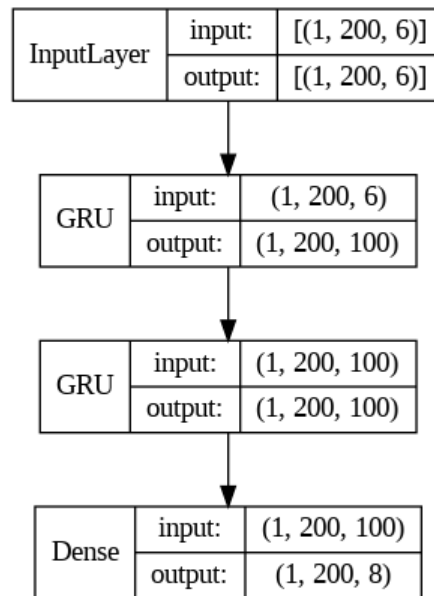 InputLayer
input: [(1, 200, 6)]
output: [(1, 200, 6)]
GRU
input: (1, 200, 6)
output: (1, 200, 100)
GRU
input: (1, 200, 100)
output: (1, 200, 100)
Dense
input: (1, 200, 100)
output: (1, 200, 8)